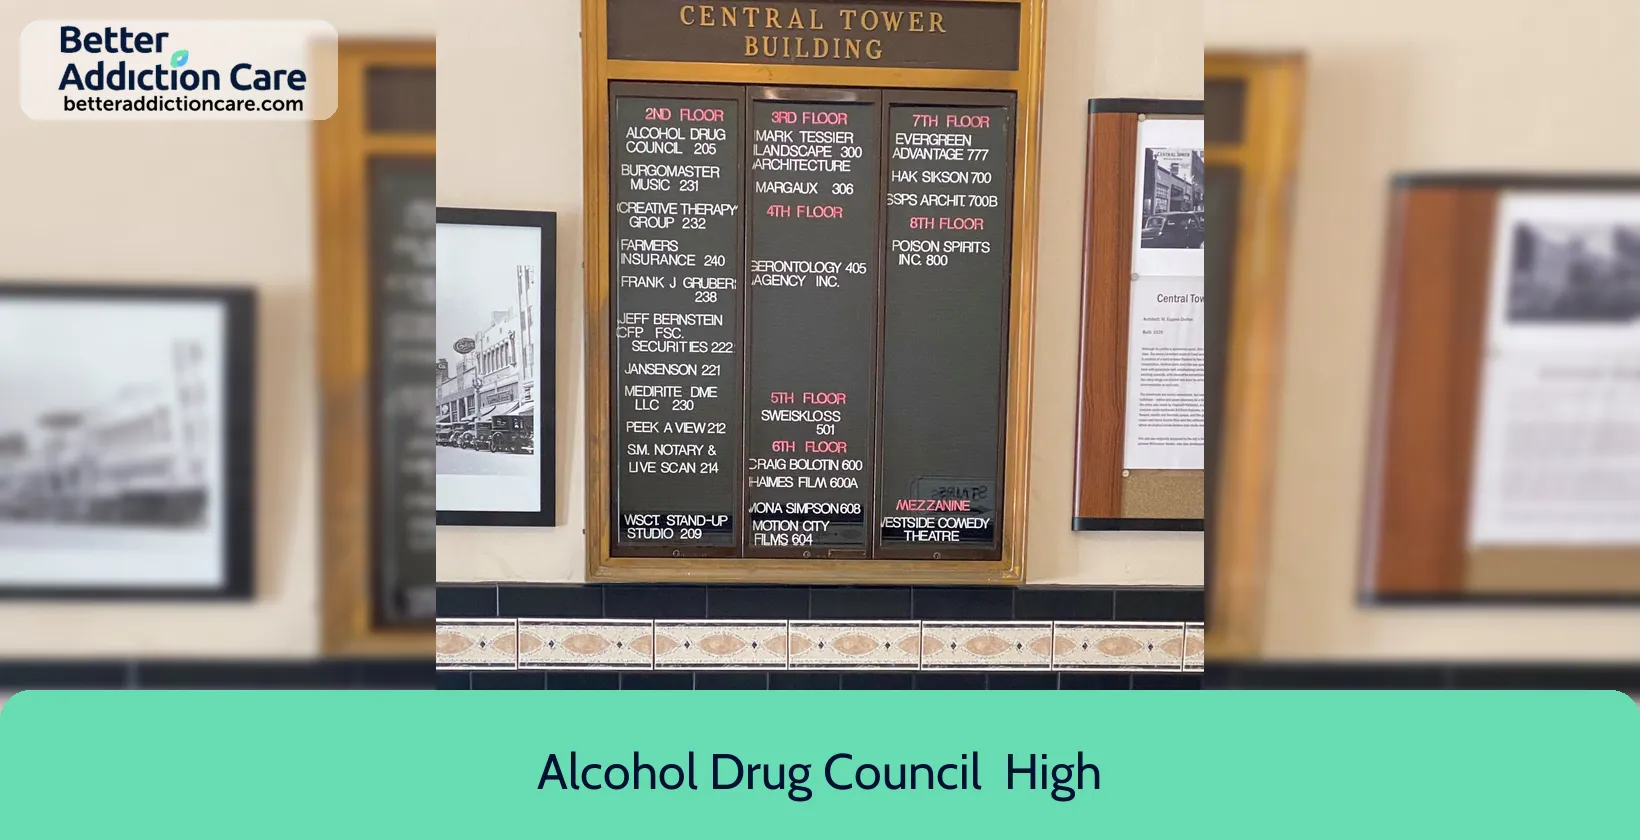 Better
Addiction Care
betteraddictioncare.com
CENTRAL TOWER
BUILDING
2ND FLOOR
ALCOHOL DRUG
COUNCIL 205
BURGOMASTER
MUSIC 231
CREATIVE THERAPY
GROUP 232
FARMERS
INSURANCE 240
FRANK J GRUBER
238
JEFF BERNSTEIN
CFP. FSC.
SECURITIES 222
JANSENSON 221
MEDIRITE DME
LLC 230
PEEK A VIEW 212
S.M. NOTARY &
LIVE SCAN 214
WSCT STAND-UP
STUDIO 209
3RD FLOOR
MARK TESSIER
LANDSCAPE 300
ARCHITECTURE
MARGAUX 306
4TH FLOOR
GERONTOLOGY 405
AGENCY INC.
5TH FLOOR
SWEISKLOSS
501
6TH FLOOR
CRAIG BOLOTIN 600
HAIMES FILM 600A
MONA SIMPSON 608
MOTION CITY
FILMS 604
7TH FLOOR
EVERGREEN
ADVANTAGE 777
HAK SIKSON 700
SSPS ARCHIT. 700B
8TH FLOOR
POISON SPIRITS
INC. 800
MEZZANINE
WESTSIDE COMEDY
THEATRE
Central Tow
Alcohol Drug Council High